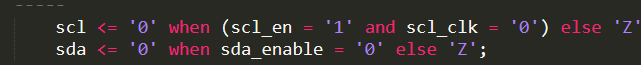 -----
scl <= '0' when (scl_en = '1' and scl_clk = '0') else 'Z'
sda <= '0' when sda_enable = '0' else 'Z';